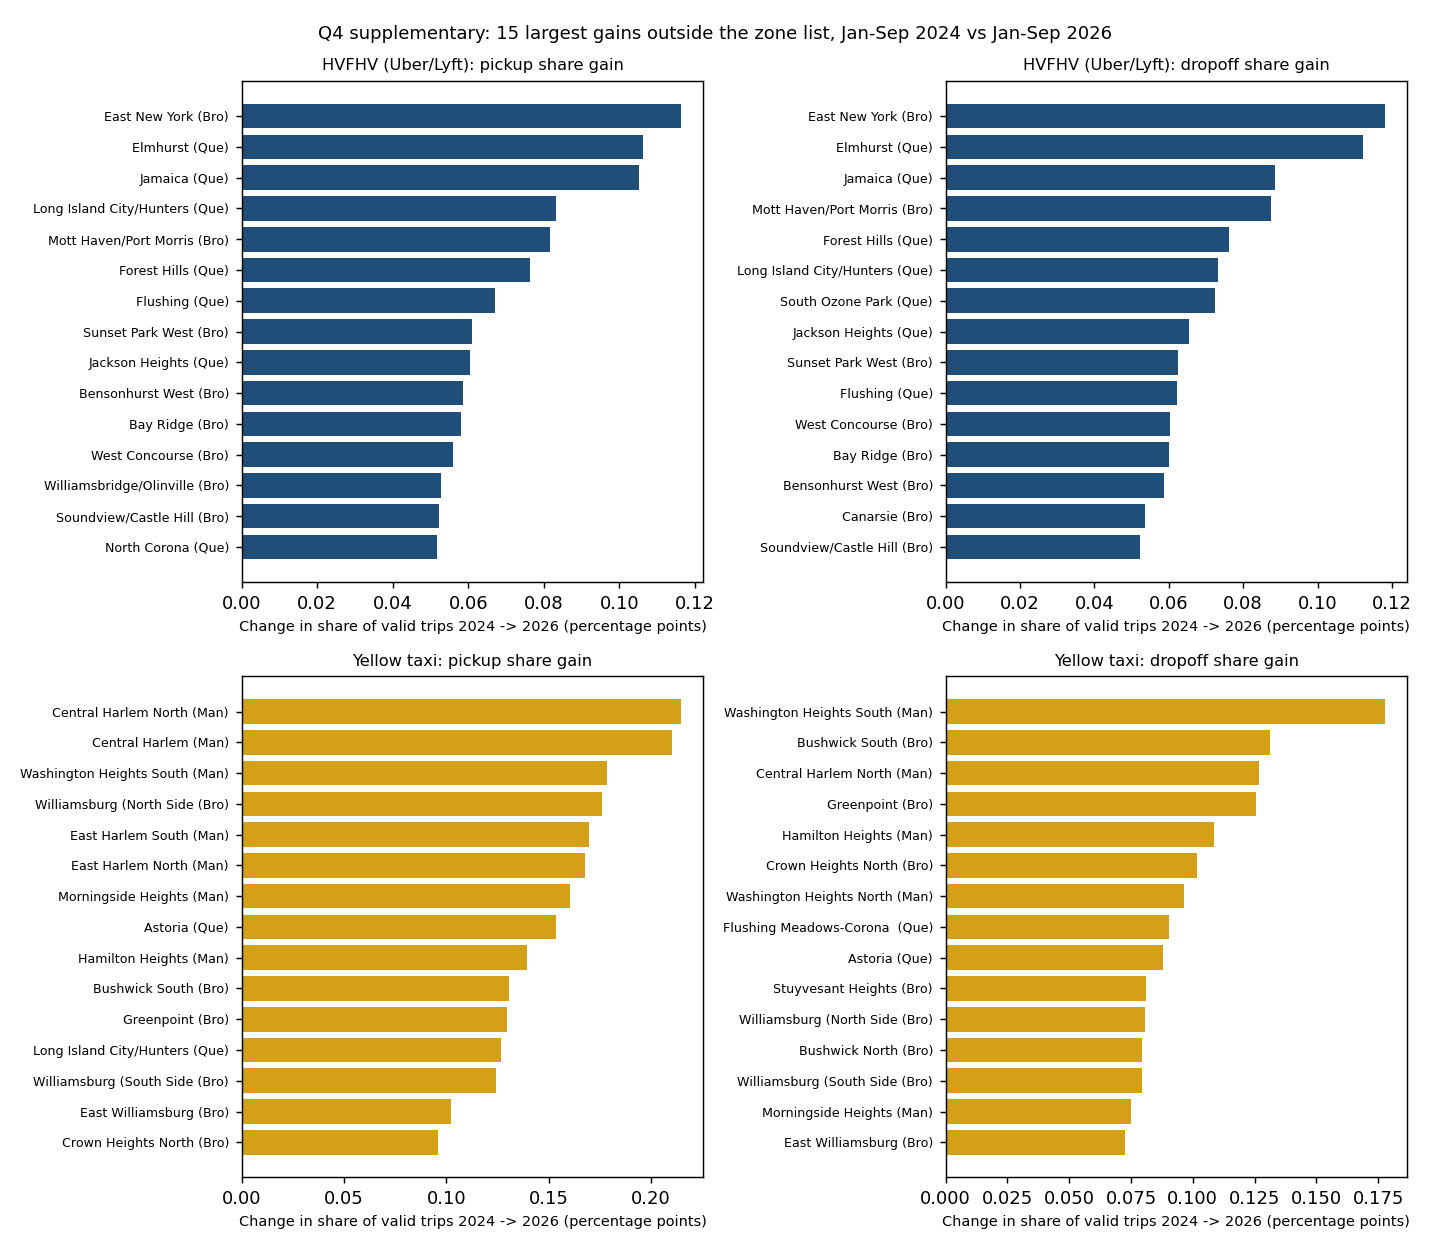 Q4 supplementary: 15 largest gains outside the zone list, Jan-Sep 2024 vs Jan-Sep 2026
HVFHV (Uber/Lyft): pickup share gain
East New York (Bro)
Elmhurst (Que)
Jamaica (Que)
Long Island City/Hunters (Que)
Mott Haven/Port Morris (Bro)
Forest Hills (Que)
Flushing (Que)
Sunset Park West (Bro)
Jackson Heights (Que)
Bensonhurst West (Bro)
Bay Ridge (Bro)
West Concourse (Bro)
Williamsbridge/Olinville (Bro)
Soundview/Castle Hill (Bro)
North Corona (Que)
0.00 0.02 0.04 0.06 0.08 0.10 0.12
Change in share of valid trips 2024 -> 2026 (percentage points)
HVFHV (Uber/Lyft): dropoff share gain
East New York (Bro)
Elmhurst (Que)
Jamaica (Que)
Mott Haven/Port Morris (Bro)
Forest Hills (Que)
Long Island City/Hunters (Que)
South Ozone Park (Que)
Jackson Heights (Que)
Sunset Park West (Bro)
Flushing (Que)
West Concourse (Bro)
Bay Ridge (Bro)
Bensonhurst West (Bro)
Canarsie (Bro)
Soundview/Castle Hill (Bro)
0.00 0.02 0.04 0.06 0.08 0.10 0.12
Change in share of valid trips 2024 -> 2026 (percentage points)
Yellow taxi: pickup share gain
Central Harlem North (Man)
Central Harlem (Man)
Washington Heights South (Man)
Williamsburg (North Side (Bro)
East Harlem South (Man)
East Harlem North (Man)
Morningside Heights (Man)
Astoria (Que)
Hamilton Heights (Man)
Bushwick South (Bro)
Greenpoint (Bro)
Long Island City/Hunters (Que)
Williamsburg (South Side (Bro)
East Williamsburg (Bro)
Crown Heights North (Bro)
0.00 0.05 0.10 0.15 0.20
Change in share of valid trips 2024 -> 2026 (percentage points)
Yellow taxi: dropoff share gain
Washington Heights South (Man)
Bushwick South (Bro)
Central Harlem North (Man)
Greenpoint (Bro)
Hamilton Heights (Man)
Crown Heights North (Bro)
Washington Heights North (Man)
Flushing Meadows-Corona  (Que)
Astoria (Que)
Stuyvesant Heights (Bro)
Williamsburg (North Side (Bro)
Bushwick North (Bro)
Williamsburg (South Side (Bro)
Morningside Heights (Man)
East Williamsburg (Bro)
0.000 0.025 0.050 0.075 0.100 0.125 0.150 0.175
Change in share of valid trips 2024 -> 2026 (percentage points)